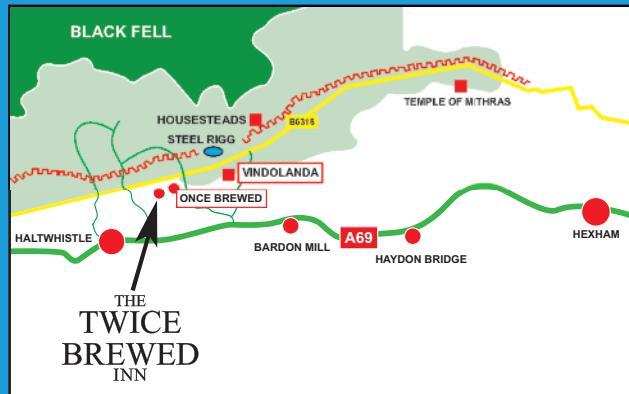 BLACK FELL
TEMPLE OF MITHRAS
HOUSESTEADS
B6318
STEEL RIGG
VINDOLANDA
ONCE BREWED
HALTWHISTLE
BARDON MILL
A69
HAYDON BRIDGE
HEXHAM
THE
TWICE
BREWED
INN